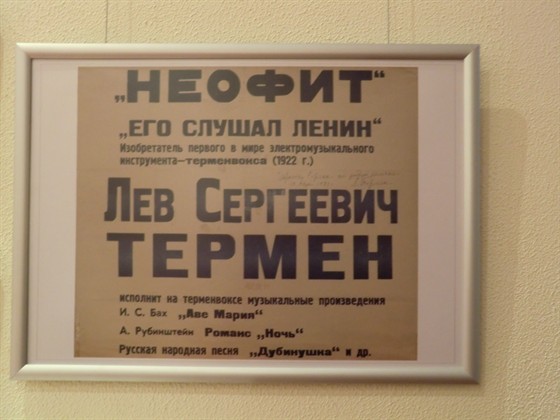 „НЕОФИТ“
„ЕГО СЛУШАЛ ЛЕНИН“
Изобретатель первого в мире электромузыкального
инструмента—терменвокса (1922 г.)
ЛЕВ СЕРГЕЕВИЧ
ТЕРМЕН
исполнит на терменвоксе музыкальные произведения
И. С. Бах „Аве Мария“
А. Рубинштейн Романс „Ночь“
Русская народная песня „Дубинушка“ и др.